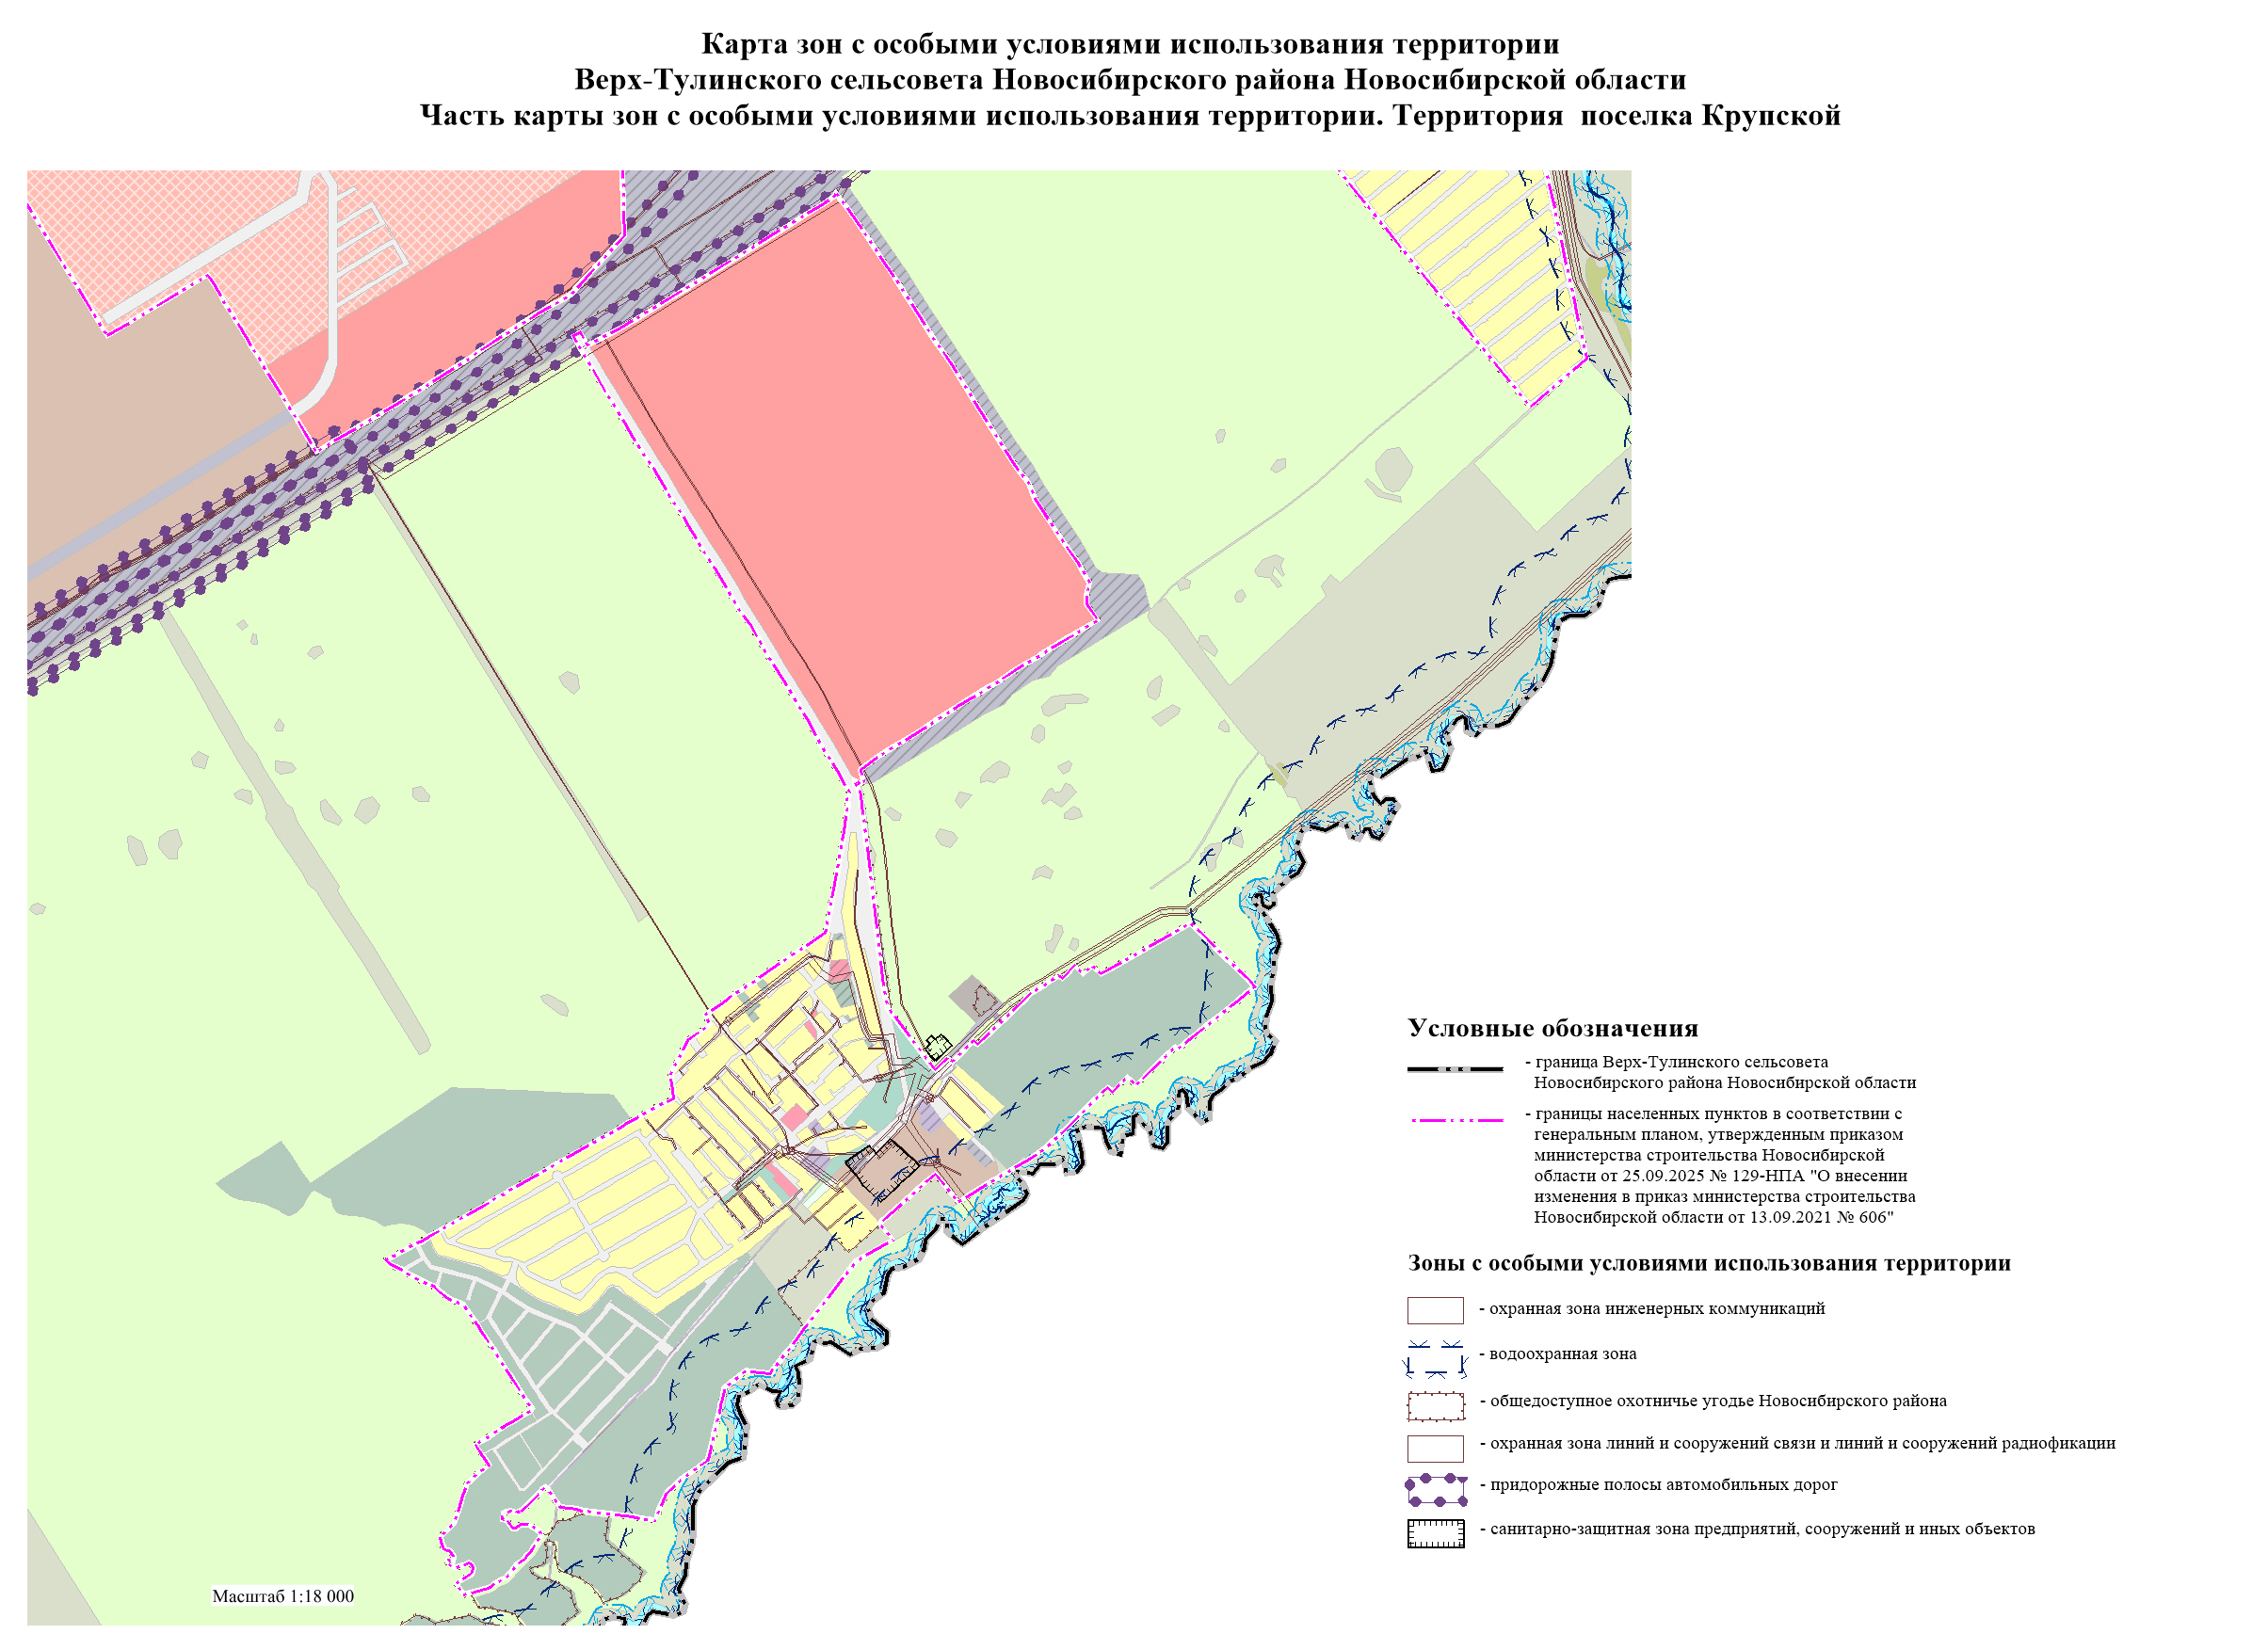 Карта зон с особыми условиями использования территории
Верх-Тулинского сельсовета Новосибирского района Новосибирской области
Часть карты зон с особыми условиями использования территории. Территория поселка Крупской
Условные обозначения
- граница Верх-Тулинского сельсовета
Новосибирского района Новосибирской области
- границы населенных пунктов в соответствии с
генеральным планом, утвержденным приказом
министерства строительства Новосибирской
области от 25.09.2025 № 129-НПА "О внесении
изменения в приказ министерства строительства
Новосибирской области от 13.09.2021 № 606"
Зоны с особыми условиями использования территории
- охранная зона инженерных коммуникаций
- водоохранная зона
- общедоступное охотничье угодье Новосибирского района
- охранная зона линий и сооружений связи и линий и сооружений радиофикации
- придорожные полосы автомобильных дорог
- санитарно-защитная зона предприятий, сооружений и иных объектов
Масштаб 1:18 000